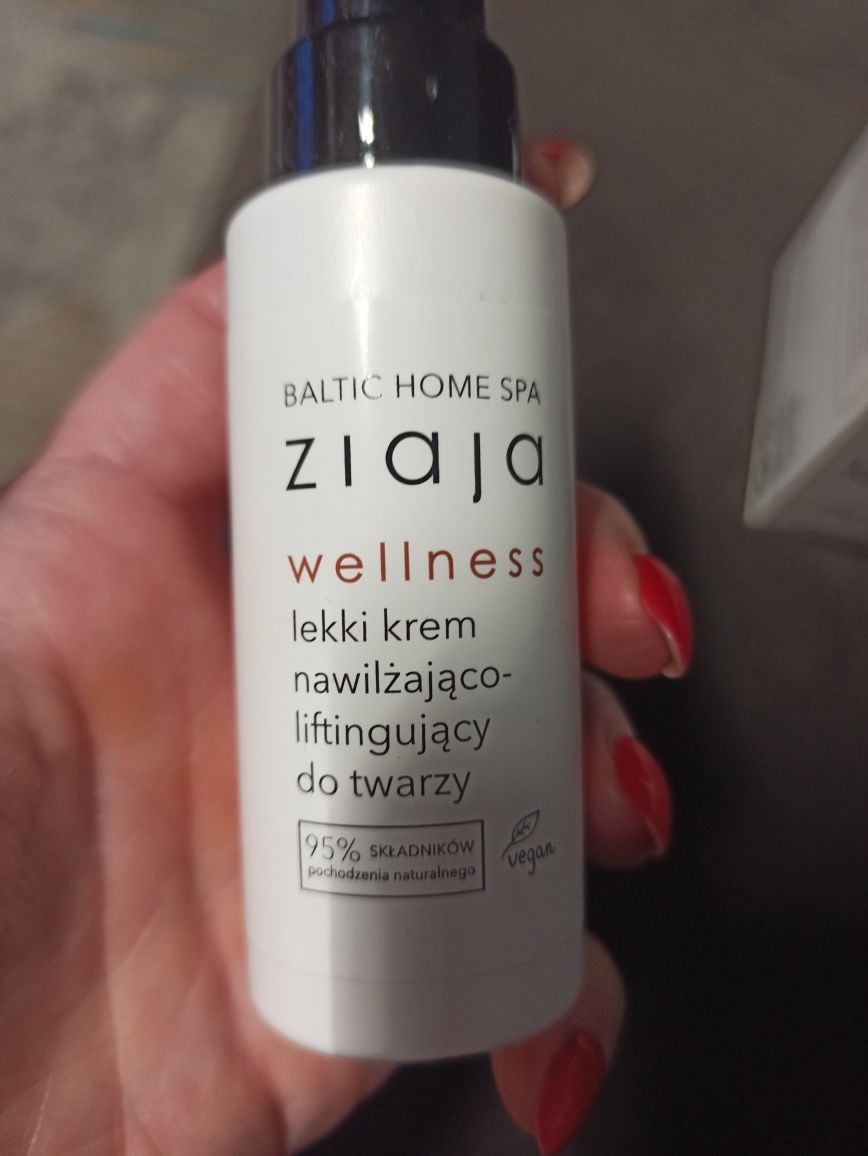 BALTIC HOME SPA
ziaja
wellness
lekki krem
nawilżająco-
liftingujący
do twarzy
95% SKŁADNIKÓW
pochodzenia naturalnego
vegan